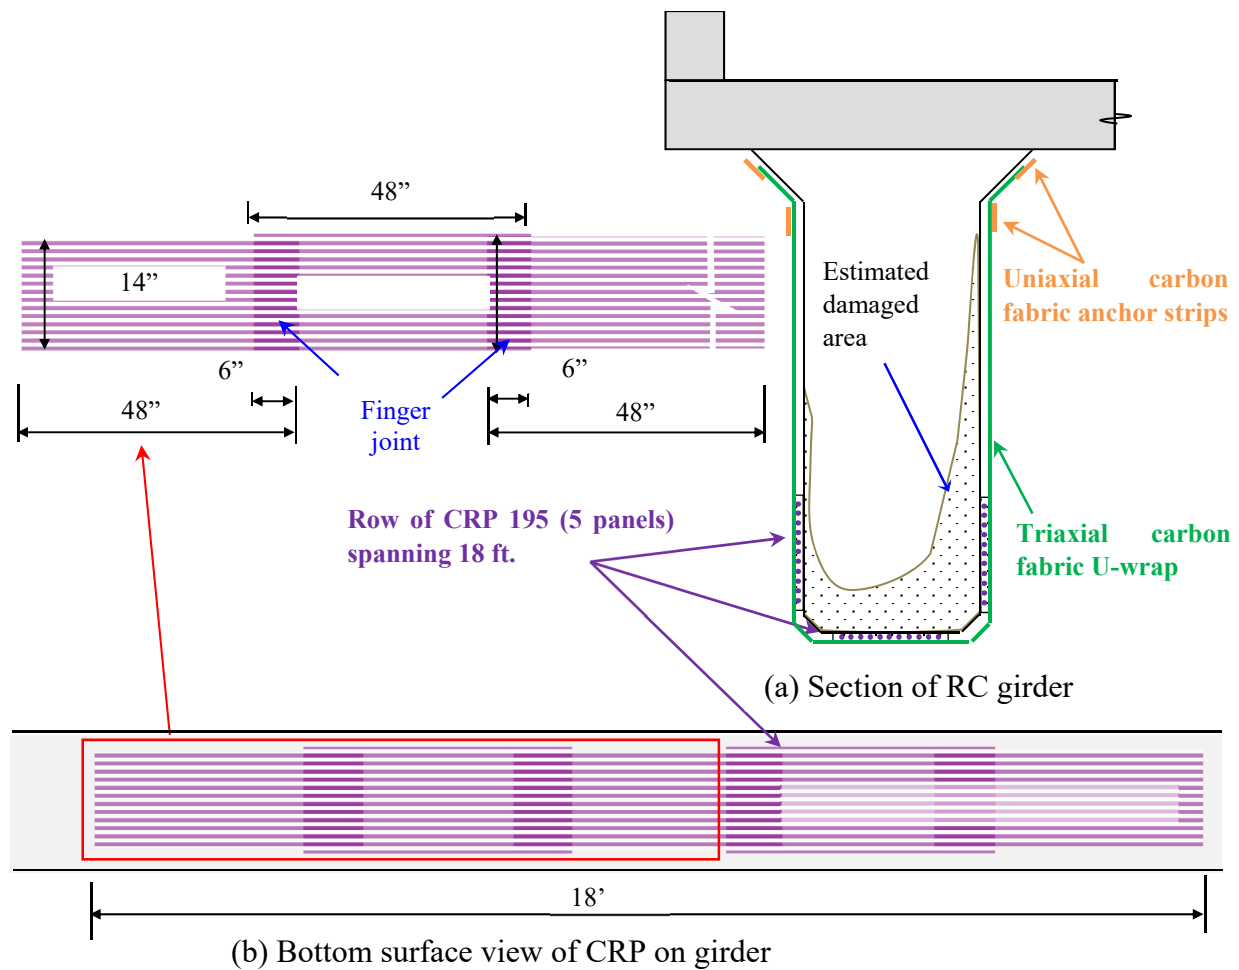 48”
14”
6”
6”
48”
48”
Finger
joint
Estimated
damaged
area
Uniaxial carbon
fabric anchor strips
Row of CRP 195 (5 panels)
spanning 18 ft.
Triaxial carbon
fabric U-wrap
(a) Section of RC girder
18’
(b) Bottom surface view of CRP on girder